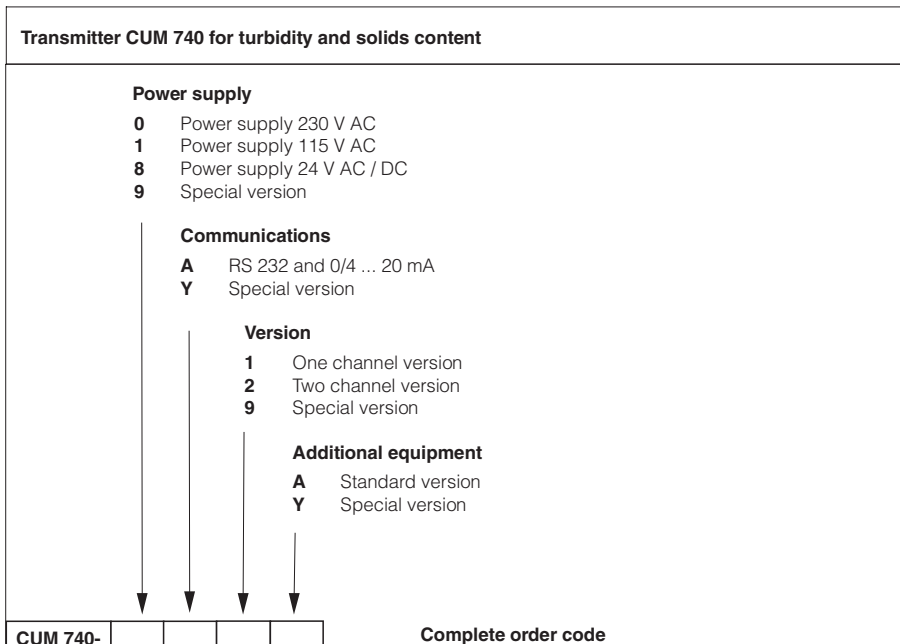 Transmitter CUM 740 for turbidity and solids content
Power supply
0 Power supply 230 V AC
1 Power supply 115 V AC
8 Power supply 24 V AC / DC
9 Special version
Communications
A RS 232 and 0/4 ... 20 mA
Y Special version
Version
1 One channel version
2 Two channel version
9 Special version
Additional equipment
A Standard version
Y Special version
CUM 740- Complete order code